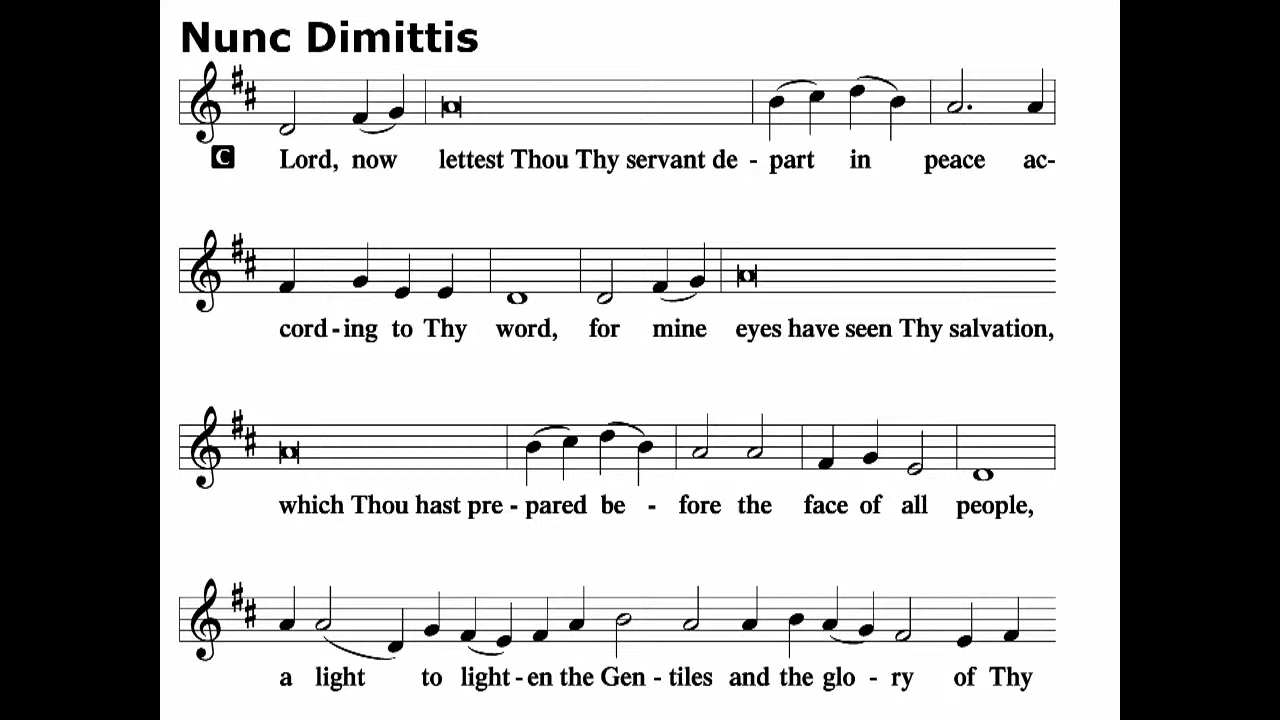 Nunc Dimittis
C Lord, now lettest Thou Thy servant de - part in peace ac-
cord - ing to Thy word, for mine eyes have seen Thy salvation,
which Thou hast pre - pared be - fore the face of all people,
a light to light - en the Gen - tiles and the glo - ry of Thy